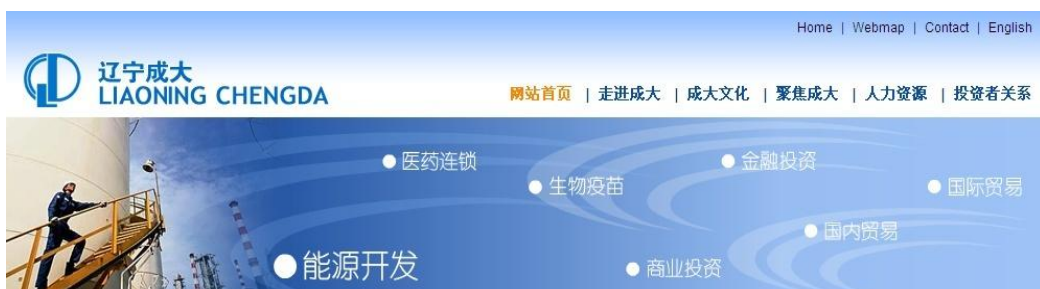 Home | Webmap | Contact | English
辽宁成大
LIAONING CHENGDA
网站首页 | 走进成大 | 成大文化 | 聚焦成大 | 人力资源 | 投资者关系
医药连锁
金融投资
生物疫苗
国际贸易
国内贸易
能源开发
商业投资